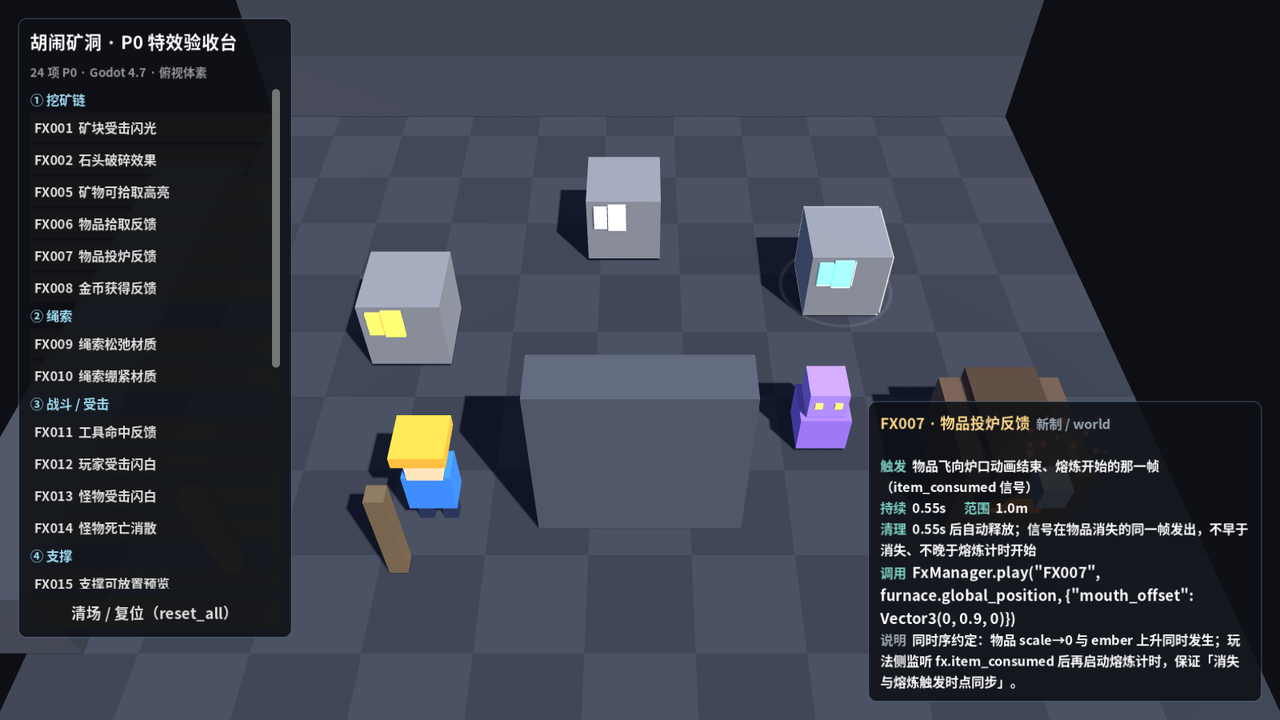 胡闹矿洞 · P0 特效验收台
24 项 P0 · Godot 4.7 · 俯视体素
① 挖矿链
FX001 矿块受击闪光
FX002 石头破碎效果
FX005 矿物可拾取高亮
FX006 物品拾取反馈
FX007 物品投炉反馈
FX008 金币获得反馈
② 绳索
FX009 绳索松弛材质
FX010 绳索绷紧材质
③ 战斗 / 受击
FX011 工具命中反馈
FX012 玩家受击闪白
FX013 怪物受击闪白
FX014 怪物死亡消散
④ 支撑
FX015 支撑可放置预览
清场 / 复位（reset_all）
FX007 · 物品投炉反馈 新制 / world
触发 物品飞向炉口动画结束、熔炼开始的那一帧
（item_consumed 信号）
持续 0.55s 范围 1.0m
清理 0.55s 后自动释放；信号在物品消失的同一帧发出，不早于
消失、不晚于熔炼计时开始
调用 FxManager.play("FX007",
furnace.global_position, {"mouth_offset":
Vector3(0, 0.9, 0)})
说明 同时序约定：物品 scale→0 与 ember 上升同时发生；玩
法侧监听 fx.item_consumed 后再启动熔炼计时，保证「消失
与熔炼触发时点同步」。